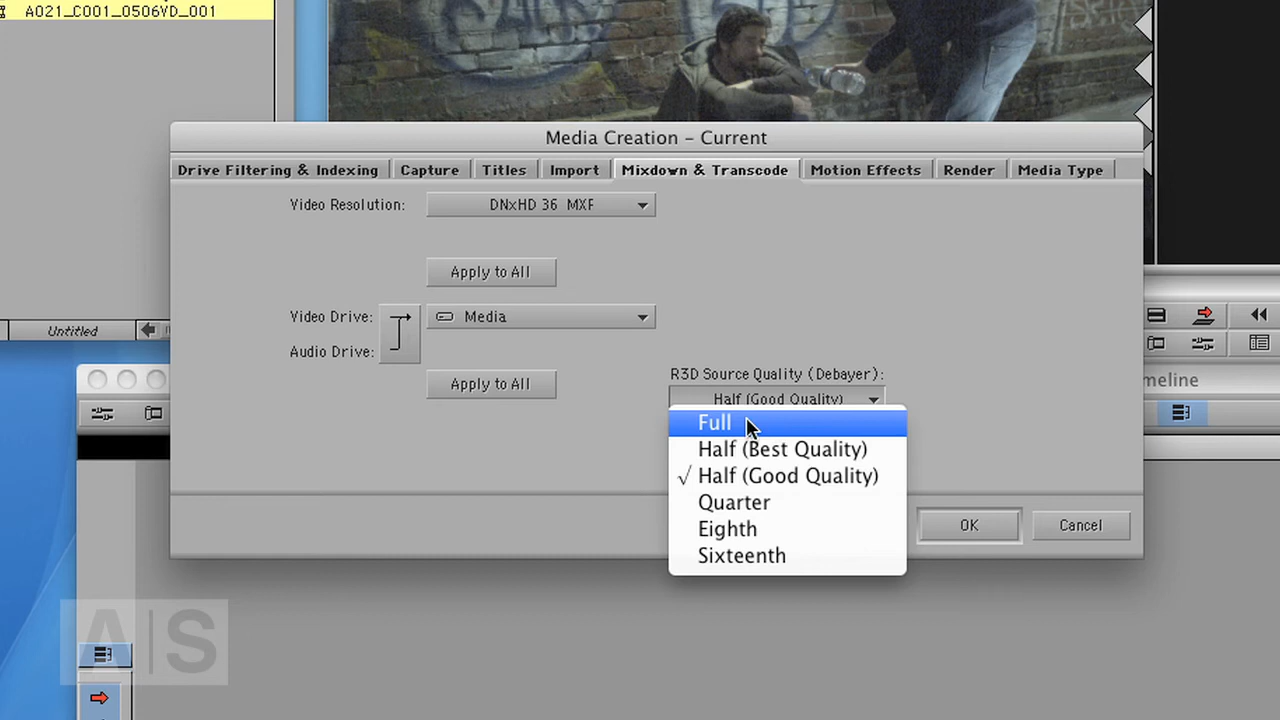 A021_C001_0506YD_001
Media Creation - Current
Drive Filtering & Indexing Capture Titles Import Mixdown & Transcode Motion Effects Render Media Type
Video Resolution: DNxHD 36 MXF
Apply to All
Video Drive: Media
Audio Drive:
Apply to All
R3D Source Quality (Debayer):
Half (Good Quality)
Full
Half (Best Quality)
√ Half (Good Quality)
Quarter
Eighth
Sixteenth
OK Cancel
Untitled
meline
A|S